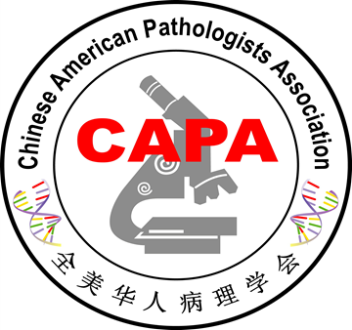 Chinese American Pathologists Association
CAPA
全美华人病理学会